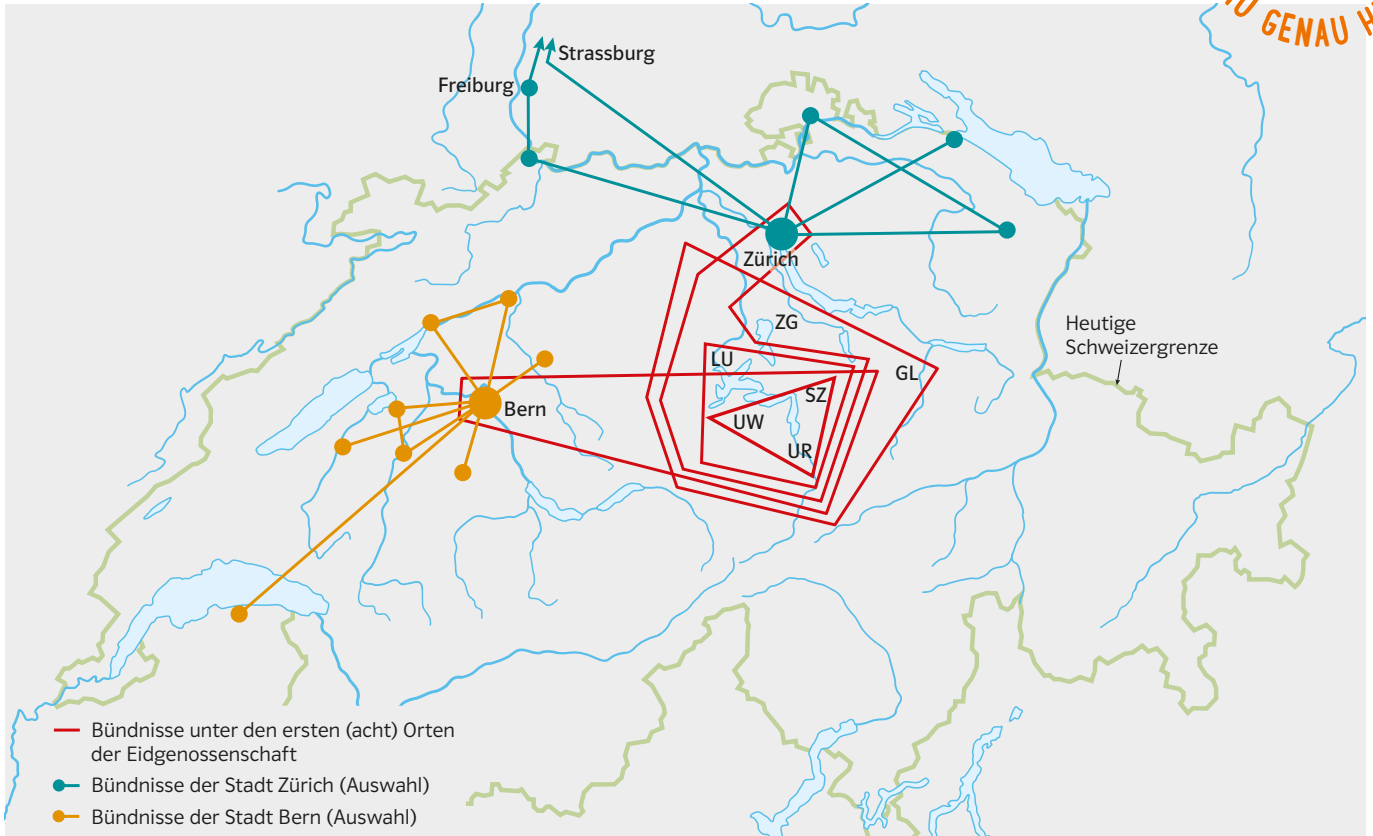 GENAU
Strassburg
Freiburg
Zürich
ZG
Heutige
Schweizergrenze
LU
GL
SZ
Bern
UW
UR
Bündnisse unter den ersten (acht) Orten
der Eidgenossenschaft
Bündnisse der Stadt Zürich (Auswahl)
Bündnisse der Stadt Bern (Auswahl)